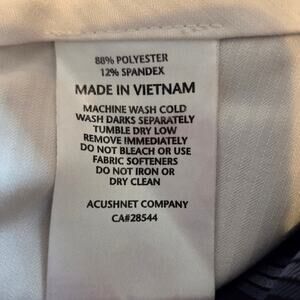 88% POLYESTER
12% SPANDEX
MADE IN VIETNAM
MACHINE WASH COLD
WASH DARKS SEPARATELY
TUMBLE DRY LOW
REMOVE IMMEDIATELY
DO NOT BLEACH OR USE
FABRIC SOFTENERS
DO NOT IRON OR
DRY CLEAN
ACUSHNET COMPANY
CA#28544